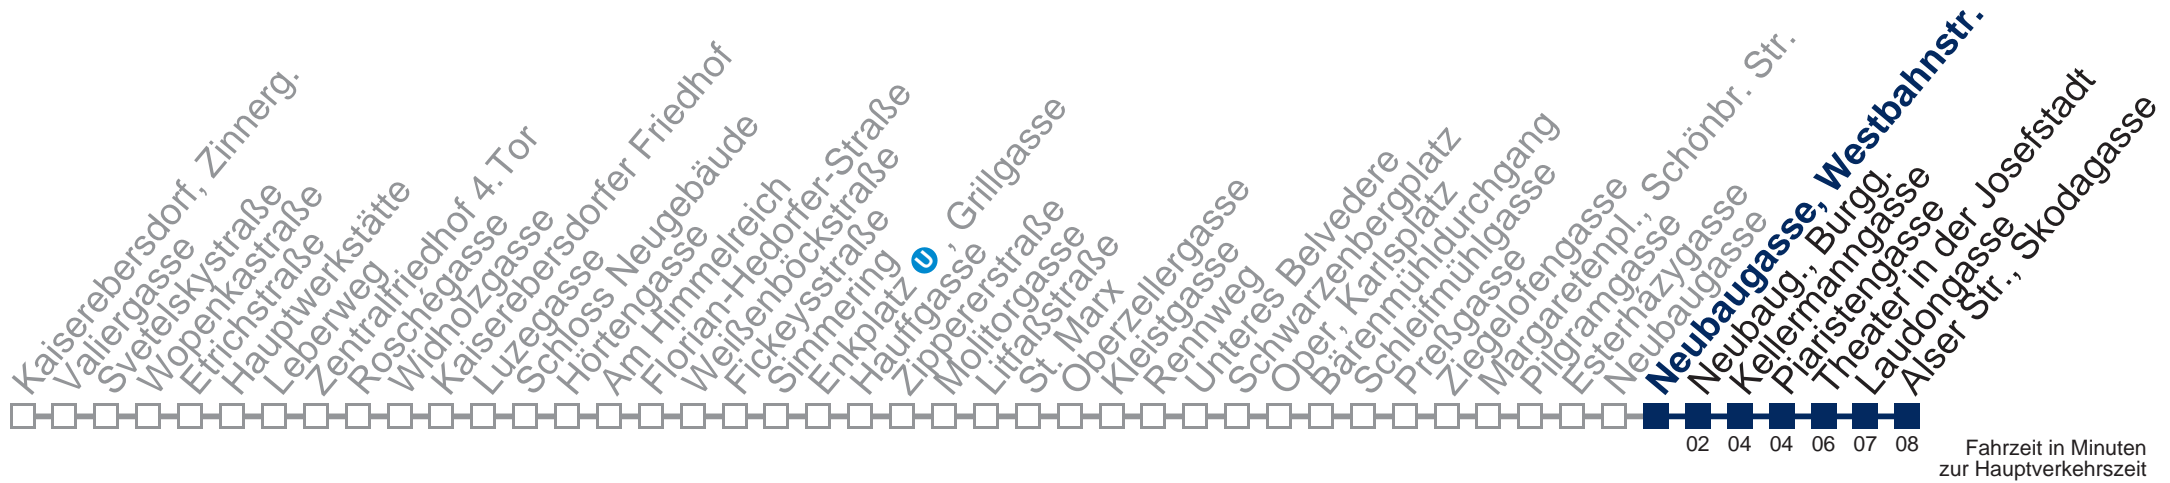 Kaiserebersdorf, Zinnerg.
Valiergasse
Svetelskystraße
Wopenkastraße
Etrichstraße
Hauptwerkstätte
Leberweg
Zentralfriedhof 4.Tor
Roschégasse
Widholzgasse
Kaiserebersdorfer Friedhof
Luzegasse
Schloss Neugebäude
Hörtengasse
Am Himmelreich
Florian-Hedorfer-Straße
Weißenböckstraße
Fickeysstraße
Simmering
Enkplatz U, Grillgasse
Hauffgasse
Zippererstraße
Molitorgasse
Litfaßstraße
St. Marx
Oberzellergasse
Kleistgasse
Rennweg
Unteres Belvedere
Schwarzenbergplatz
Oper, Karlsplatz
Bärenmühldurchgang
Schleifmühlgasse
Preßgasse
Ziegelofengasse
Margaretenpl., Schönbr. Str.
Pilgramgasse
Esterházygasse
Neubaugasse
Neubaugasse, Westbahnstr.
Neubaug., Burgg.
Kellermanngasse
Piaristengasse
Theater in der Josefstadt
Laudongasse
Alser Str., Skodagasse
02 04 04 06 07 08
Fahrzeit in Minuten
zur Hauptverkehrszeit